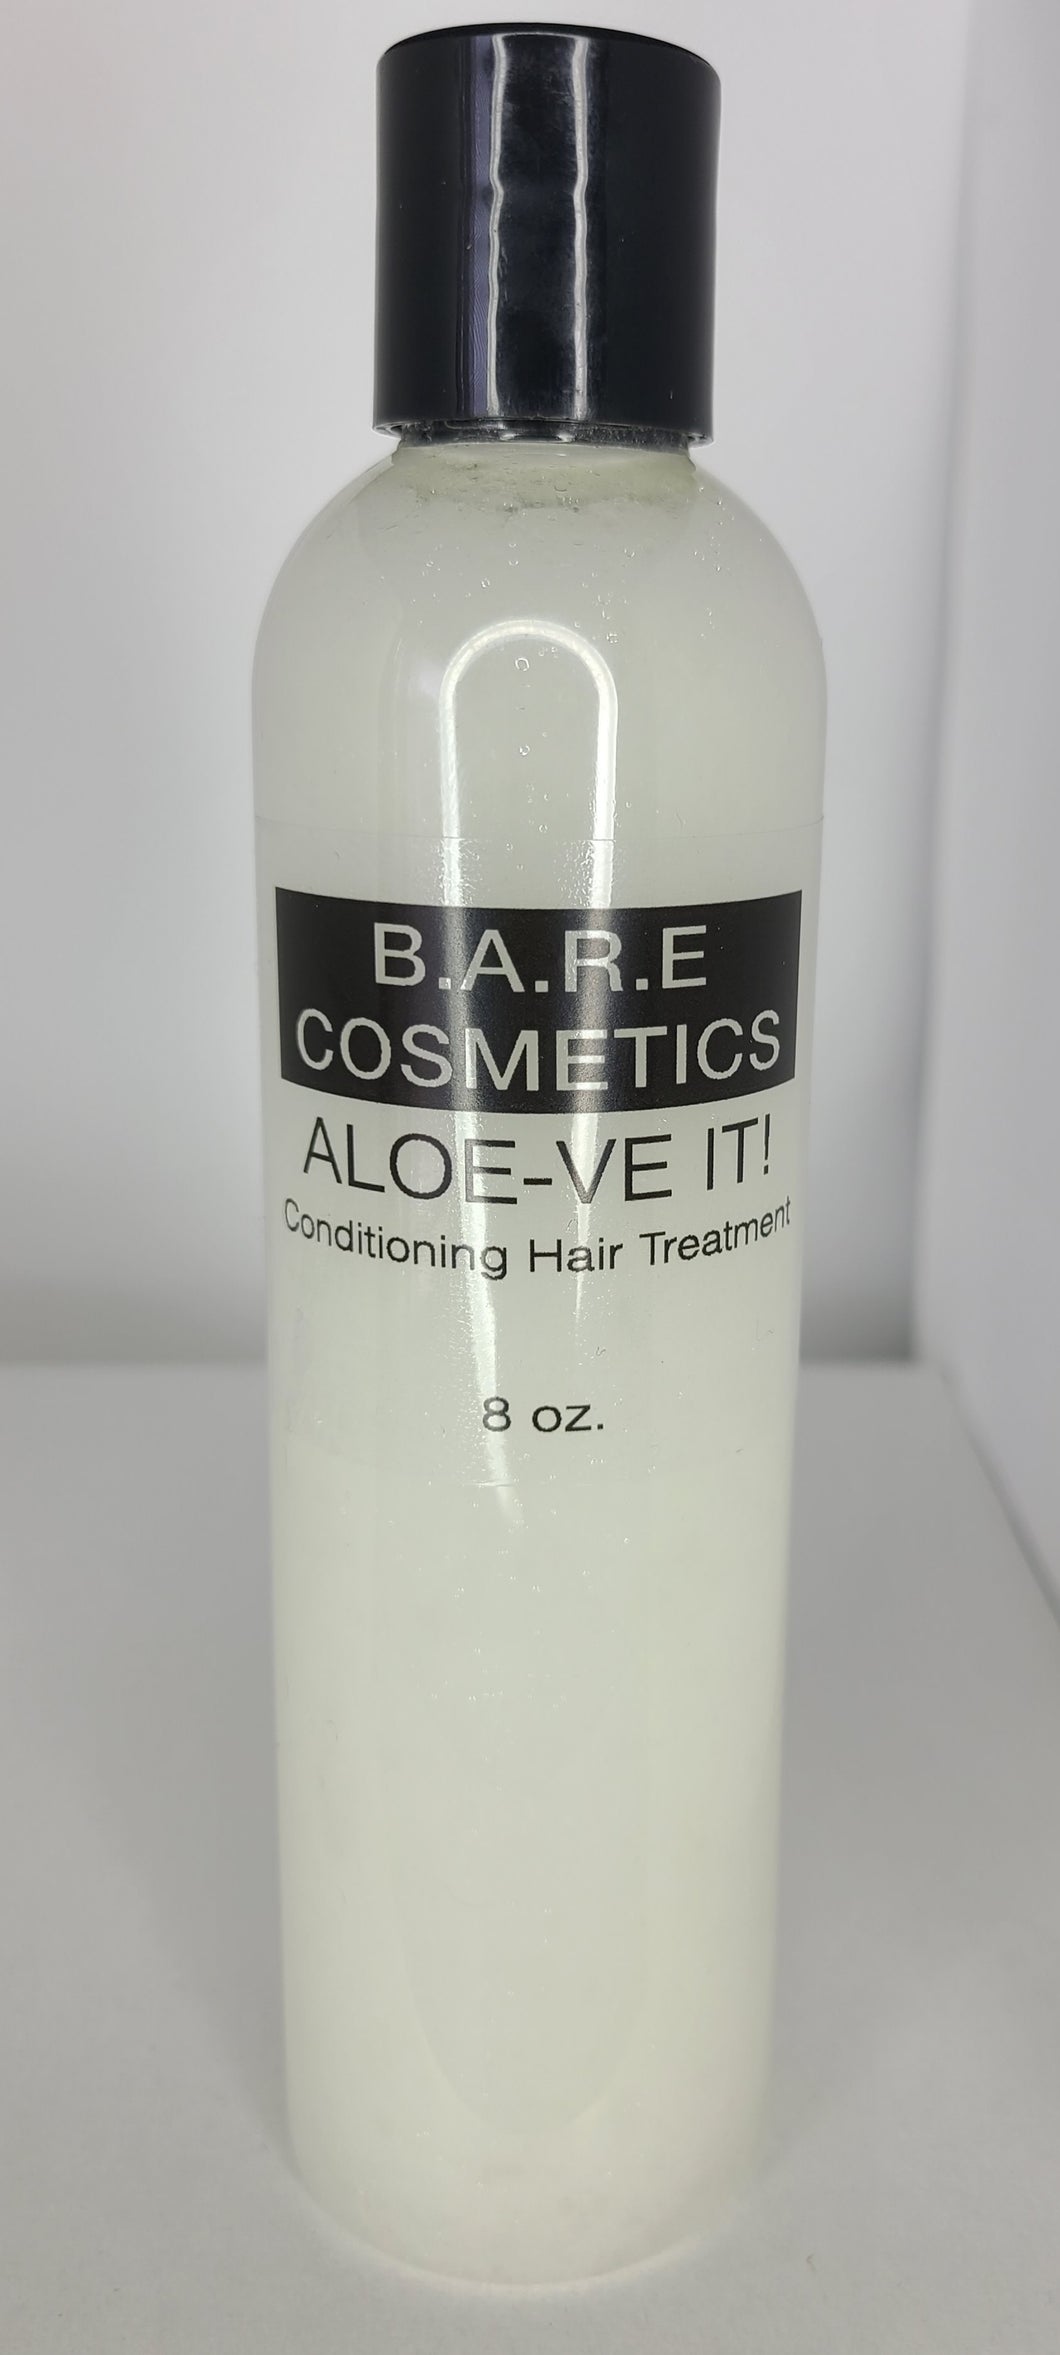 B.A.R.E
COSMETICS
ALOE-VE IT!
Conditioning Hair Treatment
8 oz.